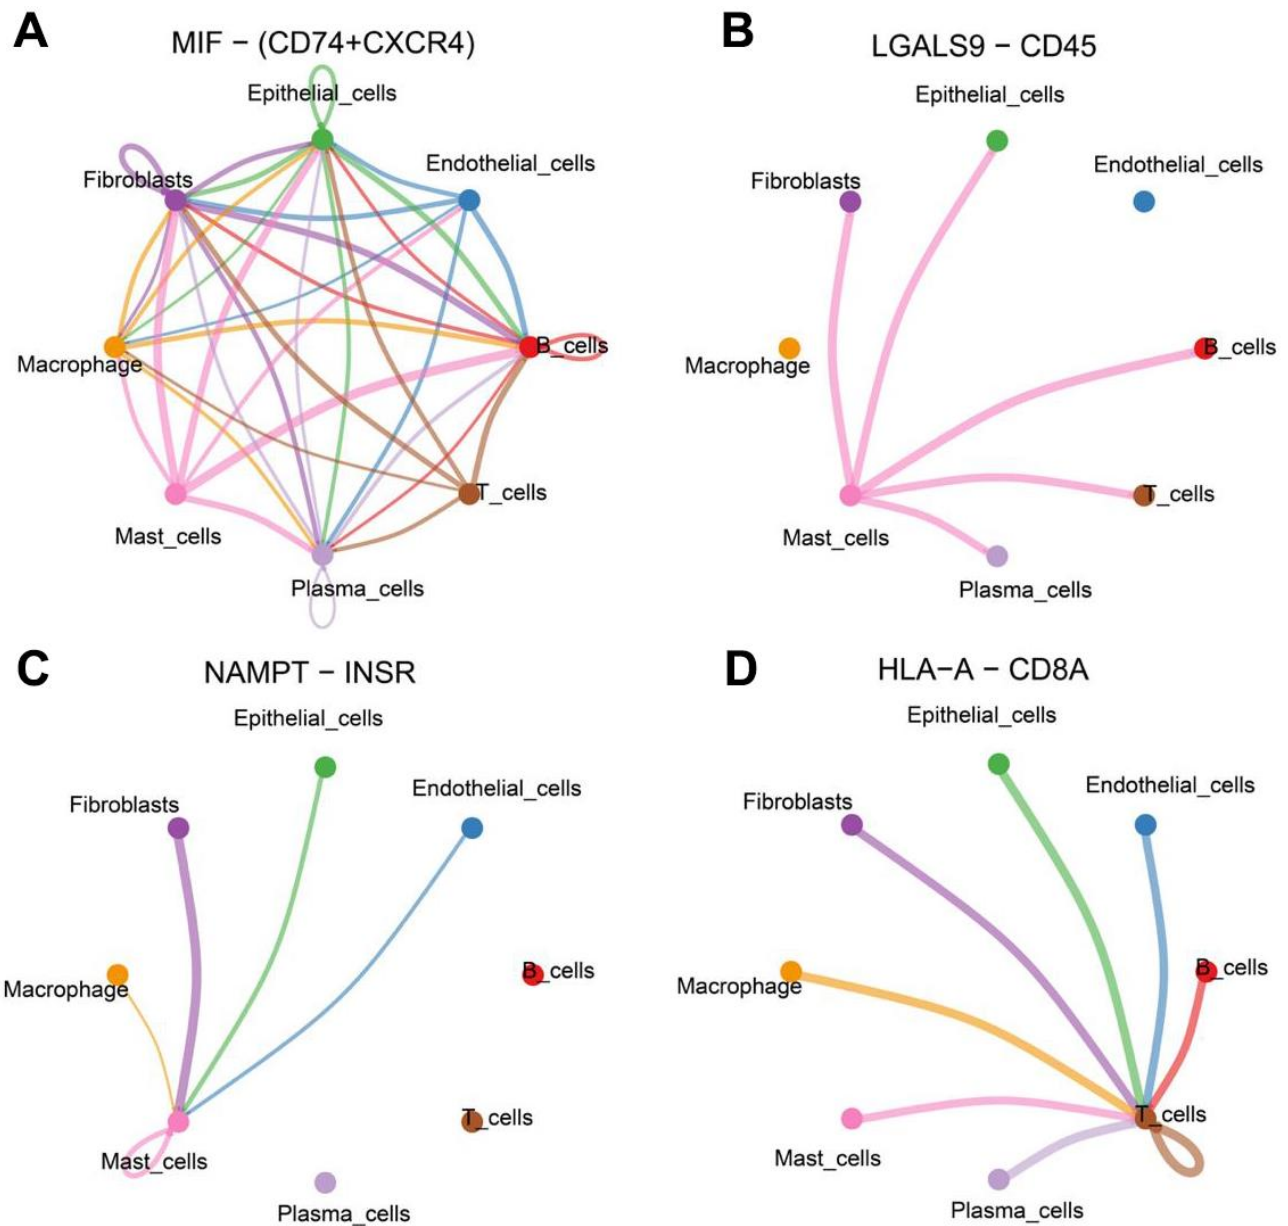 A
MIF − (CD74+CXCR4)
Epithelial_cells
Endothelial_cells
Fibroblasts
B_cells
Macrophage
T_cells
Mast_cells
Plasma_cells
B
LGALS9 − CD45
Epithelial_cells
Endothelial_cells
Fibroblasts
B_cells
Macrophage
T_cells
Mast_cells
Plasma_cells
C
NAMPT − INSR
Epithelial_cells
Endothelial_cells
Fibroblasts
B_cells
Macrophage
T_cells
Mast_cells
Plasma_cells
D
HLA−A − CD8A
Epithelial_cells
Endothelial_cells
Fibroblasts
B_cells
Macrophage
T_cells
Mast_cells
Plasma_cells